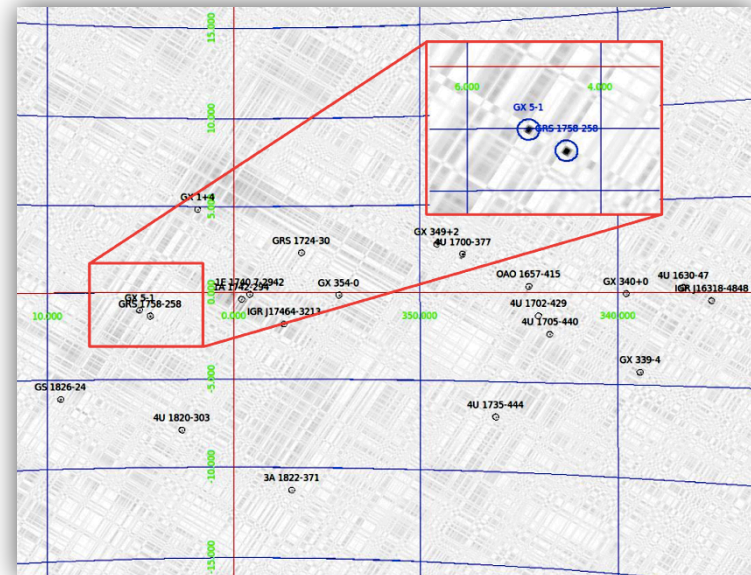 15.000
10.000
6.000
4.000
GX 5-1
GRS 1758-258
GX 1+4
5.000
GX 349+2
GRS 1724-30
4U 1700-377
OAO 1657-415
4U 1630-47
1E 1740.7-2942
GX 354-0
GX 340+0
IGR J16318-4848
1A 1742-294
0.000
GX 5-1
GRS 1758-258
IGR J17464-3213
4U 1702-429
10.000
0.000
350.000
340.000
4U 1705-440
GX 339-4
-5.000
GS 1826-24
4U 1820-303
4U 1735-444
-10.000
3A 1822-371
-15.000